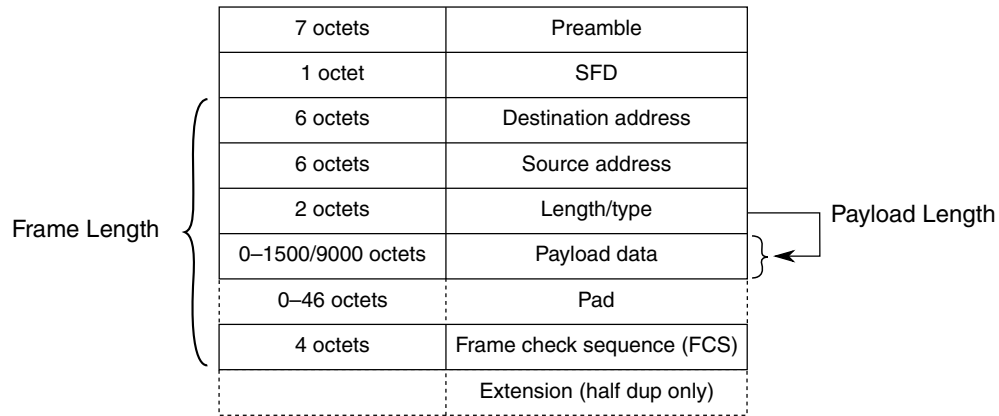 7 octets Preamble
1 octet SFD
6 octets Destination address
6 octets Source address
2 octets Length/type
Frame Length
Payload Length
0–1500/9000 octets Payload data
0–46 octets Pad
4 octets Frame check sequence (FCS)
Extension (half dup only)